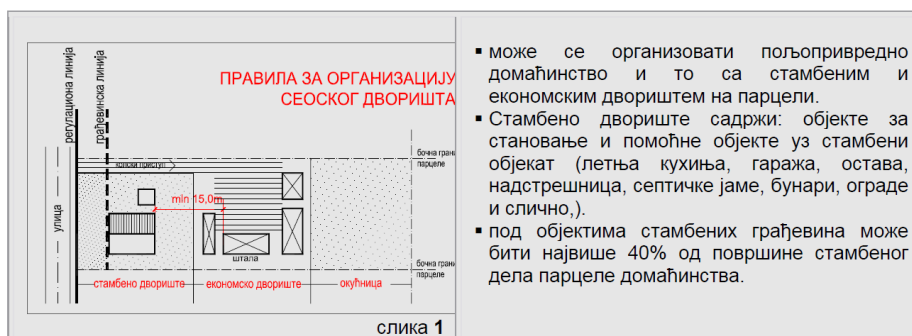 регулациона линија
грађевинска линија
ПРАВИЛА ЗА ОРГАНИЗАЦИЈУ
СЕОСКОГ ДВОРИШТА
бочна грани
парцеле
колски приступ
min 15,0m
улица
штала
бочна грани
парцеле
стамбено двориште
економско двориште
окућница
слика 1
▪ може се организовати пољопривредно
домаћинство и то са стамбеним и
економским двориштем на парцели.
▪ Стамбено двориште садржи: објекте за
становање и помоћне објекте уз стамбени
објекат (летња кухиња, гаража, остава,
надстрешница, септичке јаме, бунари, ограде
и слично,).
▪ под објектима стамбених грађевина може
бити највише 40% од површине стамбеног
дела парцеле домаћинства.